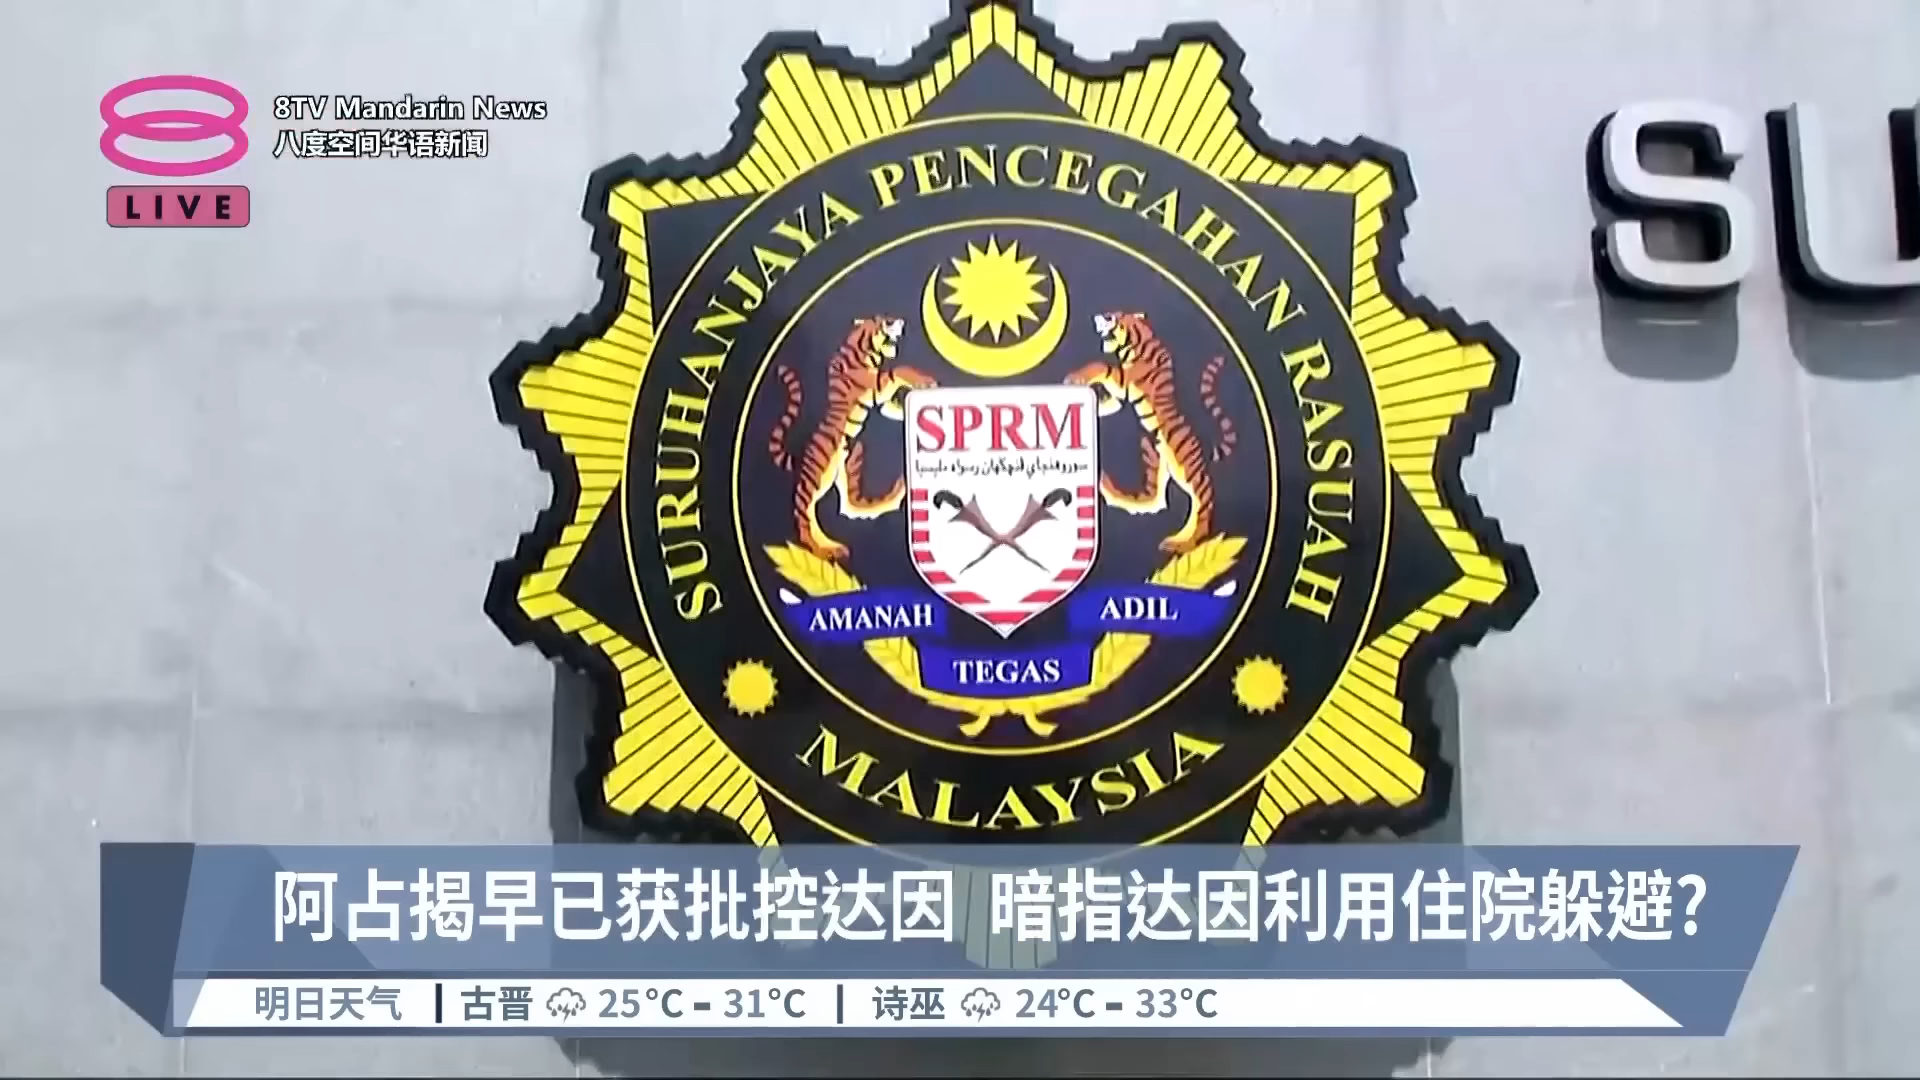 8TV Mandarin News
八度空间华语新闻
LIVE
SU
SURUHANJAYA PENCEGAHAN RASUAH
SPRM
AMANAH
ADIL
TEGAS
MALAYSIA
阿占揭早已获批控达因 暗指达因利用住院躲避?
明日天气 | 古晋 25°C - 31°C | 诗巫 24°C - 33°C